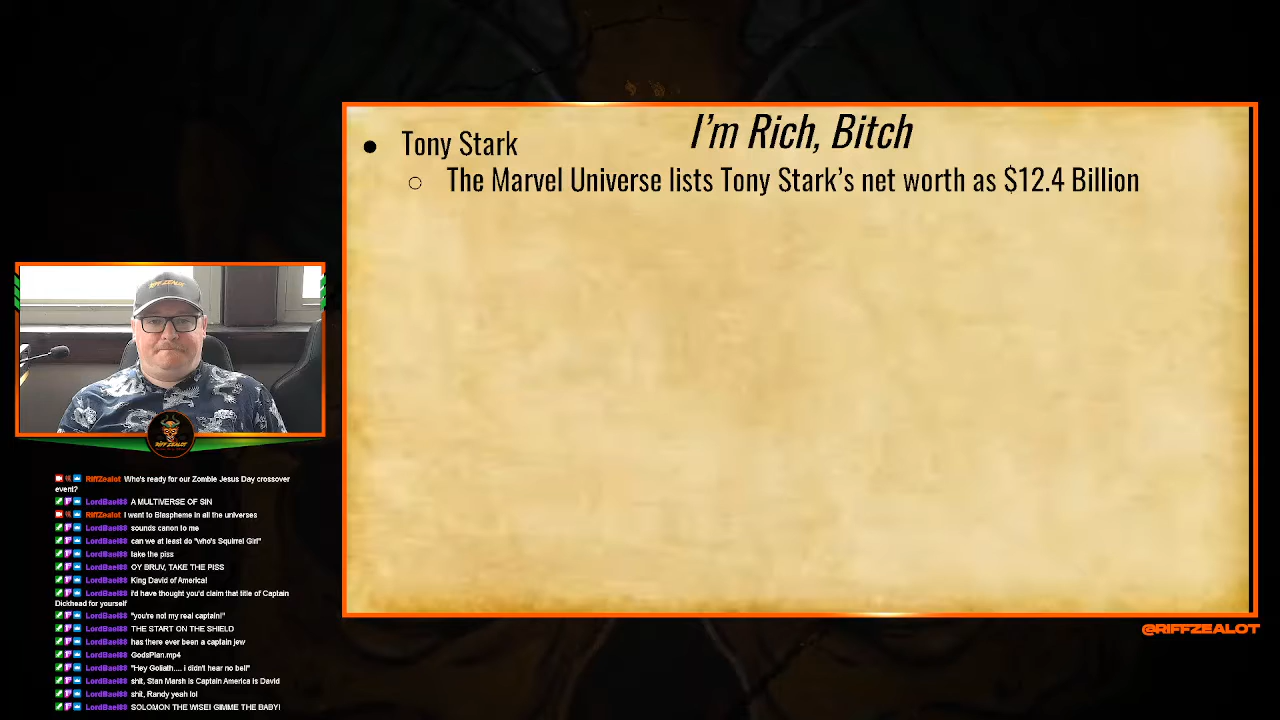 I'm Rich, Bitch
● Tony Stark
○ The Marvel Universe lists Tony Stark's net worth as $12.4 Billion
RIFF ZEALOT
RIFF ZEALOT
RiffZealot Who's ready for our Zombie Jesus Day crossover
event?
LordBael88 A MULTIVERSE OF SIN
RiffZealot I want to Blaspheme in all the universes
LordBael88 sounds canon to me
LordBael88 can we at least do "who's Squirrel Girl"
LordBael88 take the piss
LordBael88 OY BRUV, TAKE THE PISS
LordBael88 King David of America!
LordBael88 i'd have thought you'd claim that title of Captain
Dickhead for yourself
LordBael88 "you're not my real captain!"
LordBael88 THE START ON THE SHIELD
LordBael88 has there ever been a captain jew
LordBael88 GodsPlan.mp4
LordBael88 "Hey Goliath.... i didn't hear no bell"
LordBael88 shit, Stan Marsh is Captain America is David
LordBael88 shit, Randy yeah lol
LordBael88 SOLOMON THE WISE! GIMME THE BABY!
@RIFFZEALOT